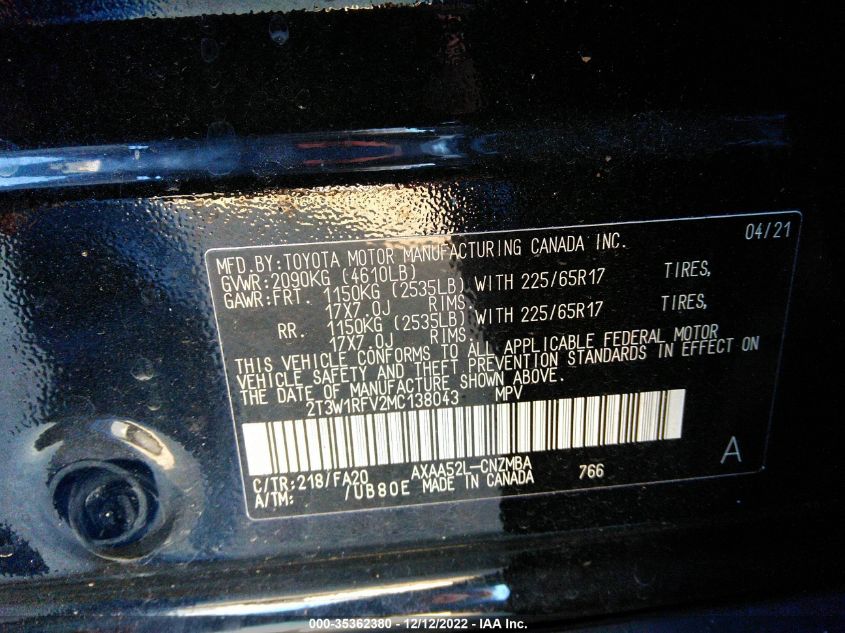 04/21
MFD.BY:TOYOTA MOTOR MANUFACTURING CANADA INC.
GVWR:2090KG (4610LB)
GAWR:FRT. 1150KG (2535LB) WITH 225/65R17 TIRES,
17X7.0J RIMS.
RR. 1150KG (2535LB) WITH 225/65R17 TIRES,
17X7.0J RIMS.
THIS VEHICLE CONFORMS TO ALL APPLICABLE FEDERAL MOTOR
VEHICLE SAFETY AND THEFT PREVENTION STANDARDS IN EFFECT ON
THE DATE OF MANUFACTURE SHOWN ABOVE.
2T3W1RFV2MC138043 MPV
C/TR:218/FA20 AXAA52L-CNZMBA 766 A
A/TM: /UB80E MADE IN CANADA
000-35362380 - 12/12/2022 - IAA Inc.